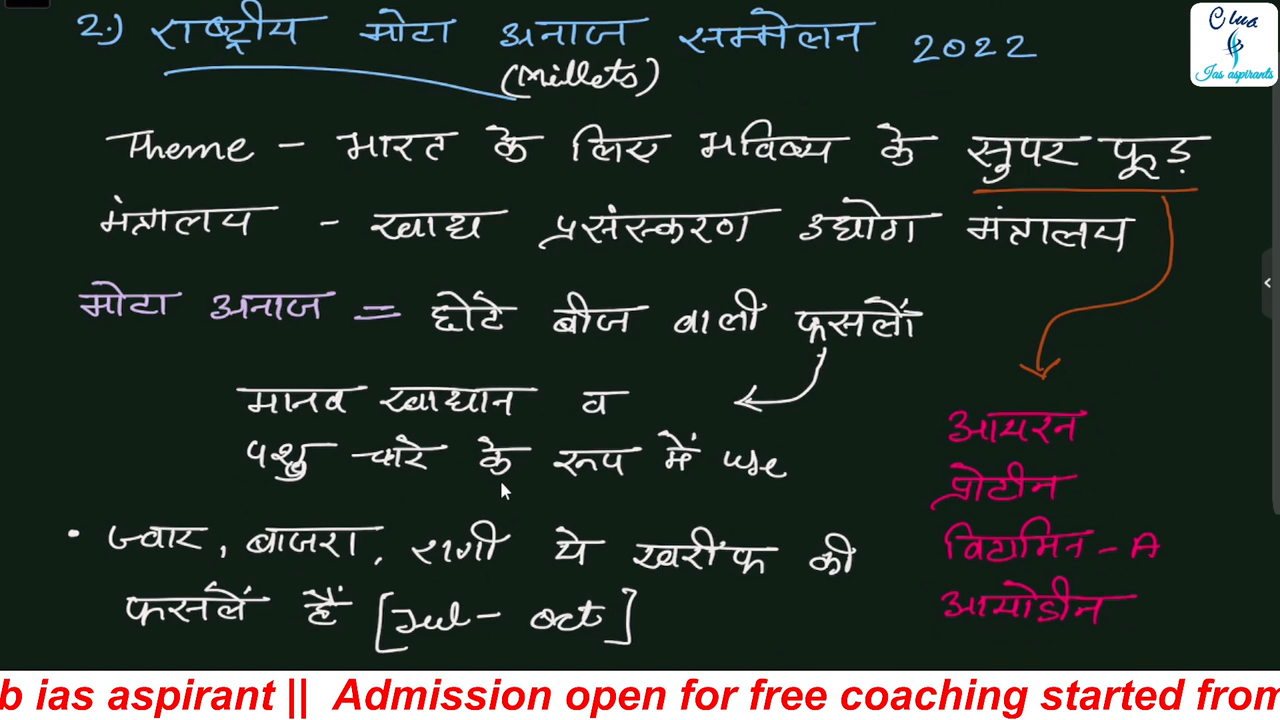 2.) राष्ट्रीय मोटा अनाज सम्मेलन 2022
(Millets)
Theme - भारत के लिए भविष्य के सुपर फूड़
मंत्रालय - खाद्य प्रसंस्करण उद्योग मंत्रालय
मोटा अनाज = छोटे बीज वाली फसलों
मानव खाद्यान व
पशु चारे के रूप में use
• ज्वार, बाजरा, रागी ये खरीफ की
फसलें हैं [Jul - oct]
आयरन
प्रोटीन
विटामिन - A
आयोडीन
Club
Ias aspirants
b ias aspirant || Admission open for free coaching started from